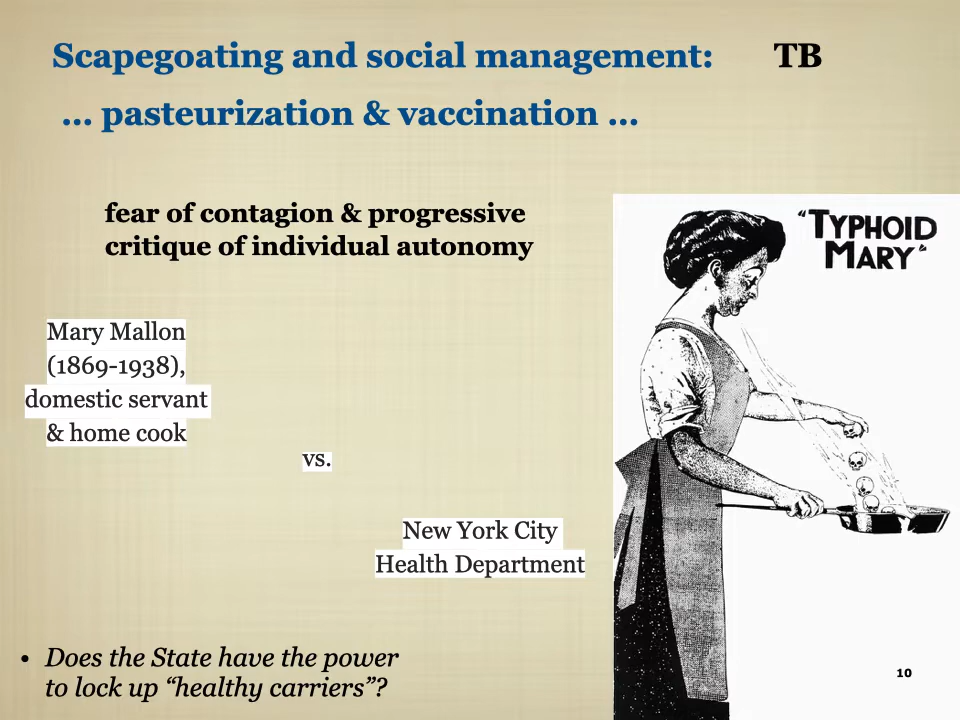 Scapegoating and social management: TB
... pasteurization & vaccination ...
fear of contagion & progressive
critique of individual autonomy
"TYPHOID
MARY"
Mary Mallon
(1869-1938),
domestic servant
& home cook
vs.
New York City
Health Department
• Does the State have the power
to lock up “healthy carriers”?
10